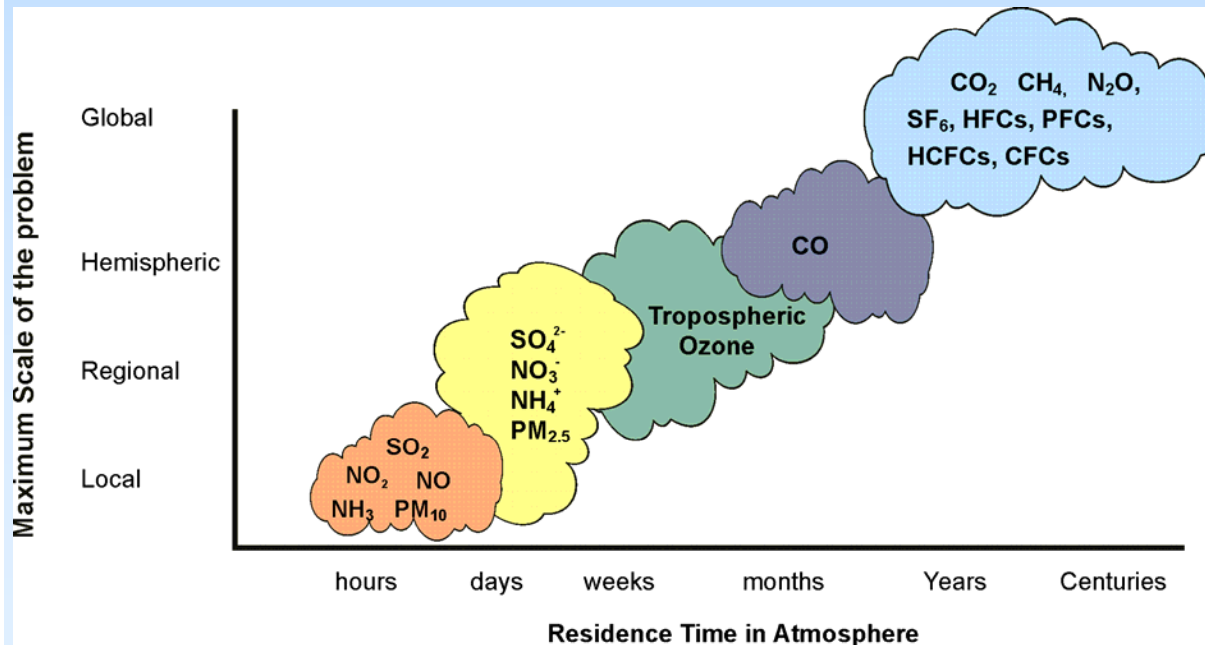 Maximum Scale of the problem
Global
Hemispheric
Regional
Local
CO₂ CH₄, N₂O,
SF₆, HFCs, PFCs,
HCFCs, CFCs
CO
Tropospheric
Ozone
SO₄²⁻
NO₃⁻
NH₄⁺
PM₂.₅
SO₂
NO₂ NO
NH₃ PM₁₀
hours days weeks months Years Centuries
Residence Time in Atmosphere